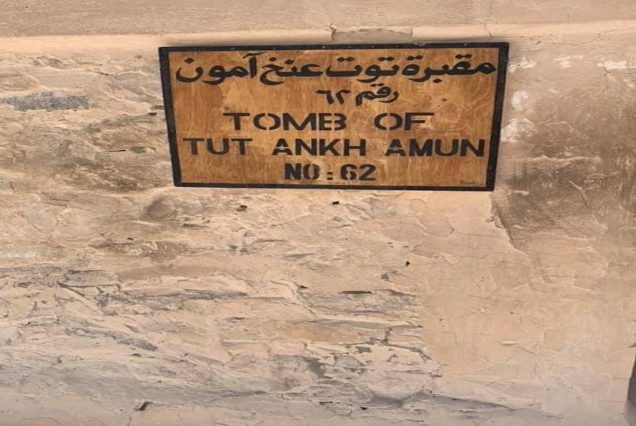 مقبرة توت عنخ آمون
رقم ٦٢
TOMB OF
TUT ANKH AMUN
NO: 62